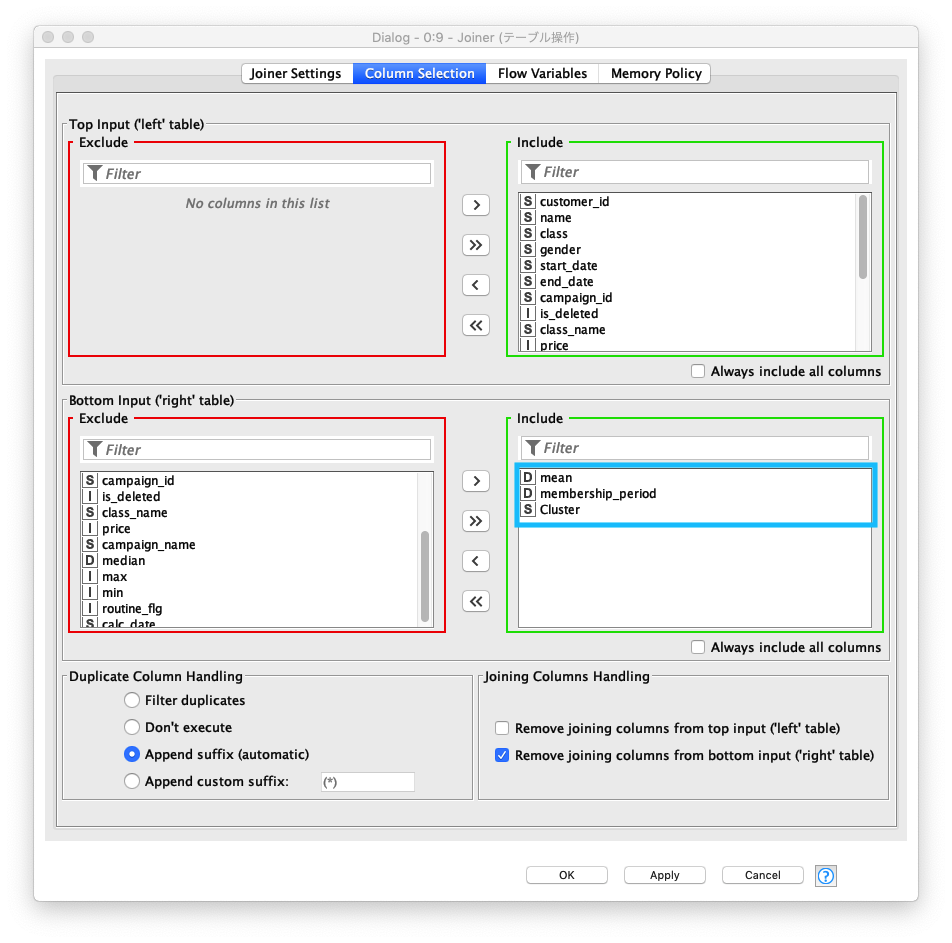 Dialog - 0:9 - Joiner (テーブル操作)
Joiner Settings
Column Selection
Flow Variables
Memory Policy
Top Input ('left' table)
Exclude
Filter
No columns in this list
>
>>
<
<<
Include
Filter
S customer_id
S name
S class
S gender
S start_date
S end_date
S campaign_id
I is_deleted
S class_name
I price
Always include all columns
Bottom Input ('right' table)
Exclude
Filter
S campaign_id
I is_deleted
S class_name
I price
S campaign_name
D median
I max
I min
I routine_flg
S calc_date
>
>>
<
<<
Include
Filter
D mean
D membership_period
S Cluster
Always include all columns
Duplicate Column Handling
Filter duplicates
Don't execute
Append suffix (automatic)
Append custom suffix: (*)
Joining Columns Handling
Remove joining columns from top input ('left' table)
Remove joining columns from bottom input ('right' table)
OK
Apply
Cancel
?